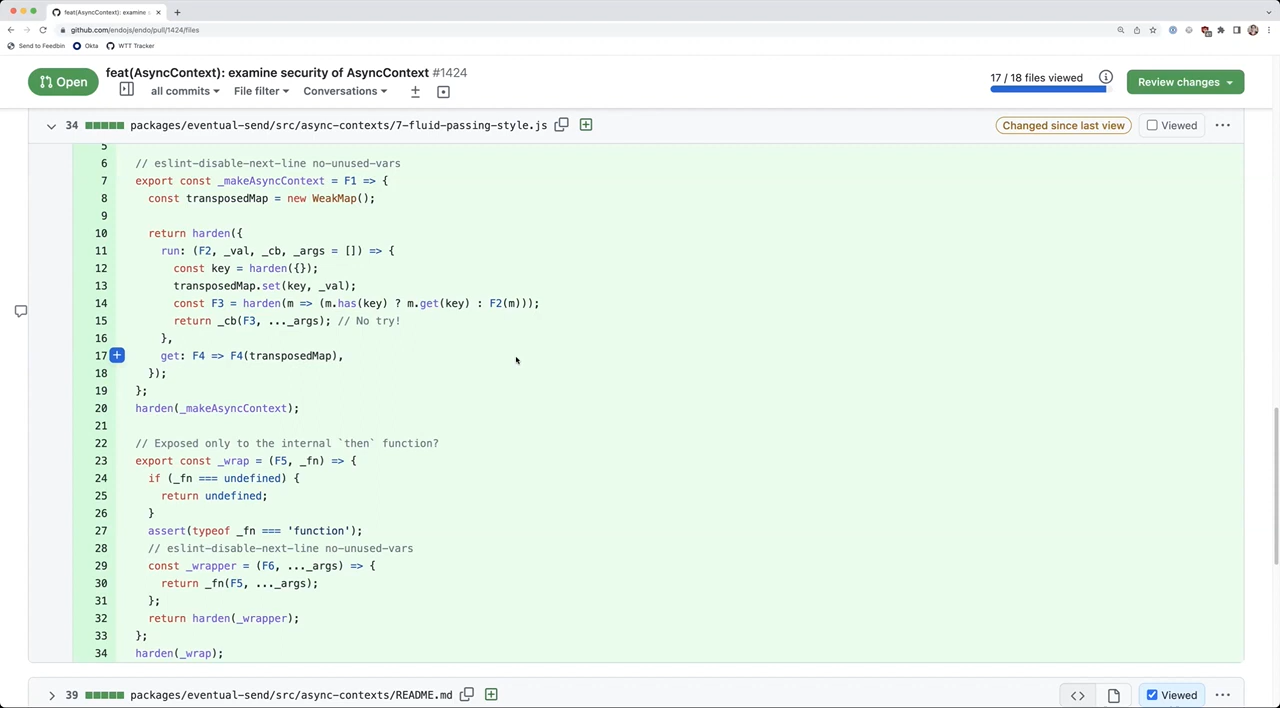 feat(AsyncContext): examine s
github.com/endojs/endo/pull/1424/files
Send to Feedbin Okta WTT Tracker
Open
feat(AsyncContext): examine security of AsyncContext #1424
all commits File filter Conversations
17 / 18 files viewed
Review changes
34 packages/eventual-send/src/async-contexts/7-fluid-passing-style.js
Changed since last view
Viewed
5
6 // eslint-disable-next-line no-unused-vars
7 export const _makeAsyncContext = F1 => {
8 const transposedMap = new WeakMap();
9
10 return harden({
11 run: (F2, _val, _cb, _args = []) => {
12 const key = harden({});
13 transposedMap.set(key, _val);
14 const F3 = harden(m => (m.has(key) ? m.get(key) : F2(m)));
15 return _cb(F3, ..._args); // No try!
16 },
17 get: F4 => F4(transposedMap),
18 });
19 };
20 harden(_makeAsyncContext);
21
22 // Exposed only to the internal `then` function?
23 export const _wrap = (F5, _fn) => {
24 if (_fn === undefined) {
25 return undefined;
26 }
27 assert(typeof _fn === 'function');
28 // eslint-disable-next-line no-unused-vars
29 const _wrapper = (F6, ..._args) => {
30 return _fn(F5, ..._args);
31 };
32 return harden(_wrapper);
33 };
34 harden(_wrap);
39 packages/eventual-send/src/async-contexts/README.md
Viewed